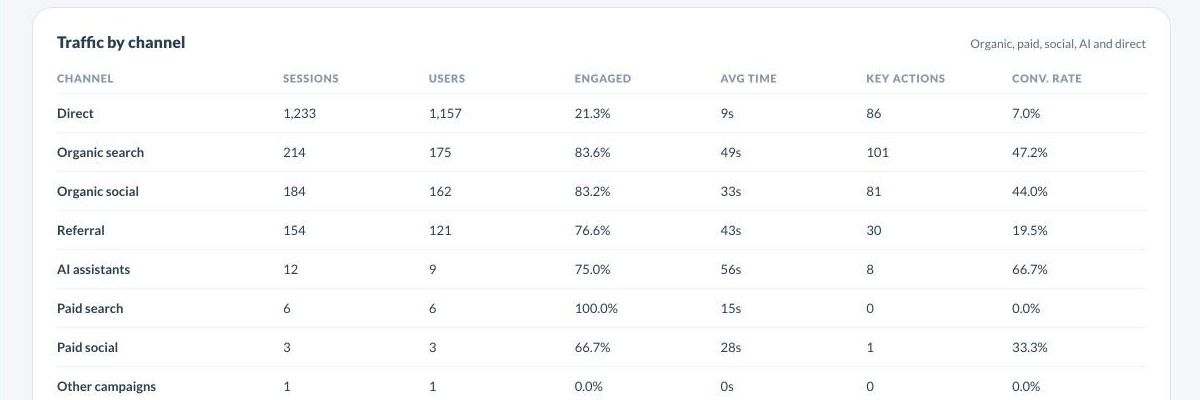 Traffic by channel Organic, paid, social, AI and direct
CHANNEL SESSIONS USERS ENGAGED AVG TIME KEY ACTIONS CONV. RATE
Direct 1,233 1,157 21.3% 9s 86 7.0%
Organic search 214 175 83.6% 49s 101 47.2%
Organic social 184 162 83.2% 33s 81 44.0%
Referral 154 121 76.6% 43s 30 19.5%
AI assistants 12 9 75.0% 56s 8 66.7%
Paid search 6 6 100.0% 15s 0 0.0%
Paid social 3 3 66.7% 28s 1 33.3%
Other campaigns 1 1 0.0% 0s 0 0.0%